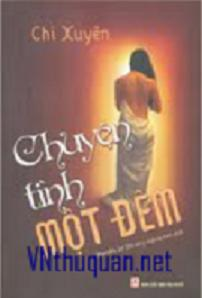 Chi Xuyên
Chuyện
tình
MỘT ĐÊM
VNthuquan.net